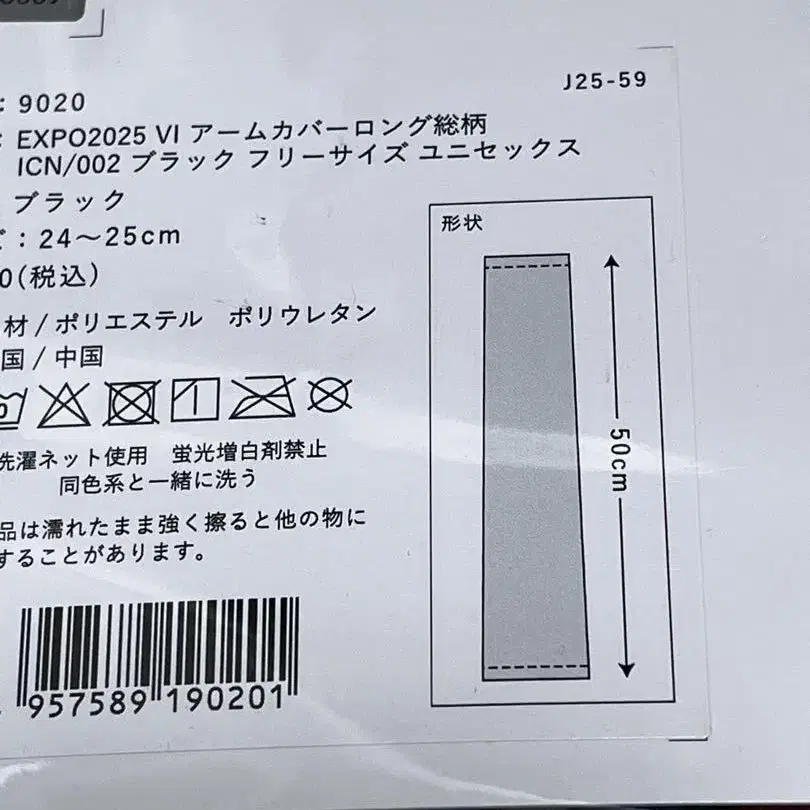 J25-59
: 9020
: EXPO2025 VI アームカバーロング総柄
ICN/002 ブラック フリーサイズ ユニセックス
ブラック
: 24～25cm
0(税込)
材/ポリエステル ポリウレタン
国/中国
洗濯ネット使用 蛍光増白剤禁止
同色系と一緒に洗う
品は濡れたまま強く擦ると他の物に
することがあります。
957589 190201
形状
50cm